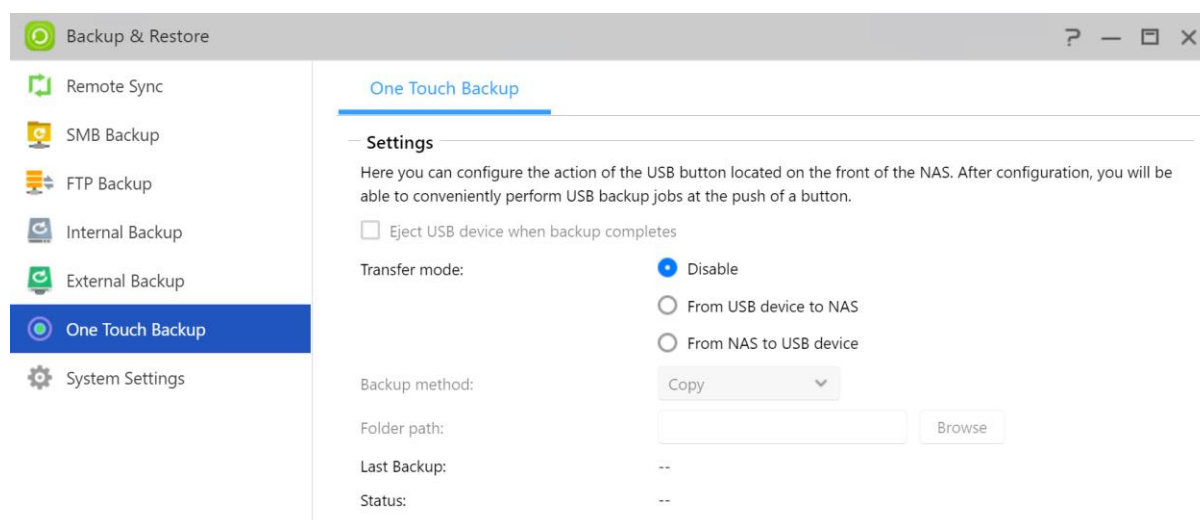 Backup & Restore
Remote Sync
SMB Backup
FTP Backup
Internal Backup
External Backup
One Touch Backup
System Settings
One Touch Backup
Settings
Here you can configure the action of the USB button located on the front of the NAS. After configuration, you will be
able to conveniently perform USB backup jobs at the push of a button.
Eject USB device when backup completes
Transfer mode:
Disable
From USB device to NAS
From NAS to USB device
Backup method:
Copy
Folder path:
Browse
Last Backup:
--
Status:
--